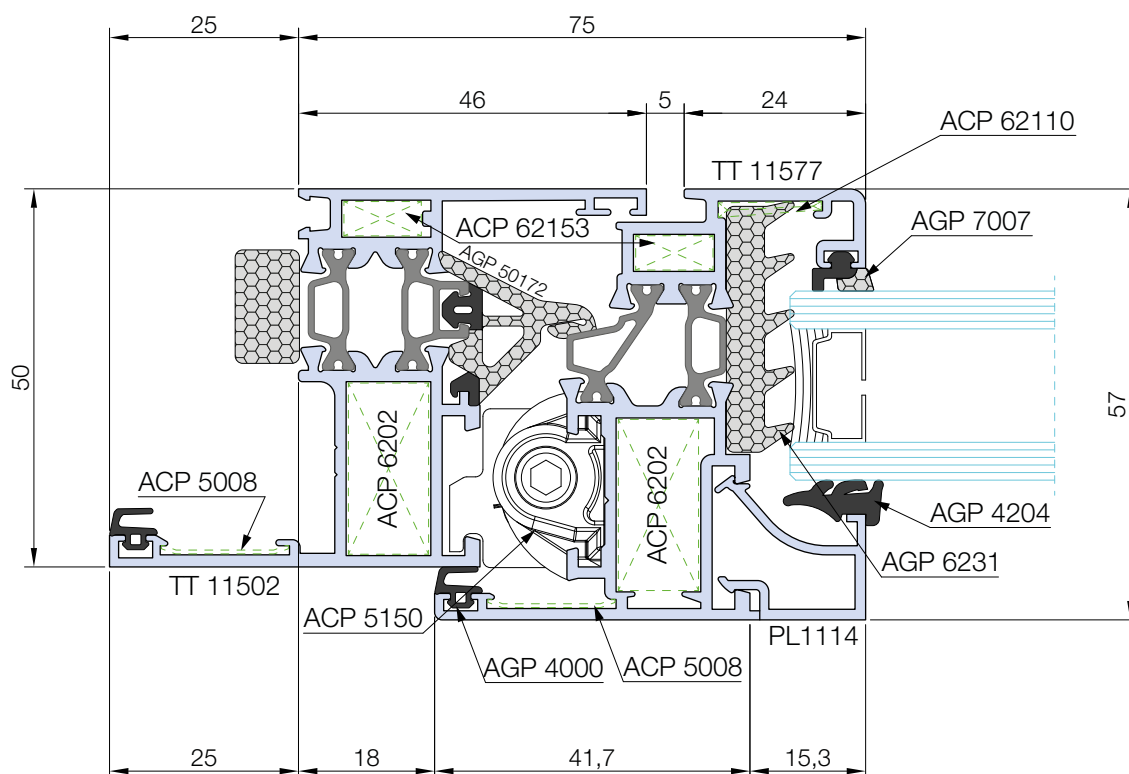 25
75
46
5
24
ACP 62110
TT 11577
ACP 62153
AGP 7007
AGP 50172
50
57
ACP 6202
ACP 6202
ACP 5008
AGP 4204
AGP 6231
TT 11502
ACP 5150
PL1114
AGP 4000
ACP 5008
25
18
41,7
15,3